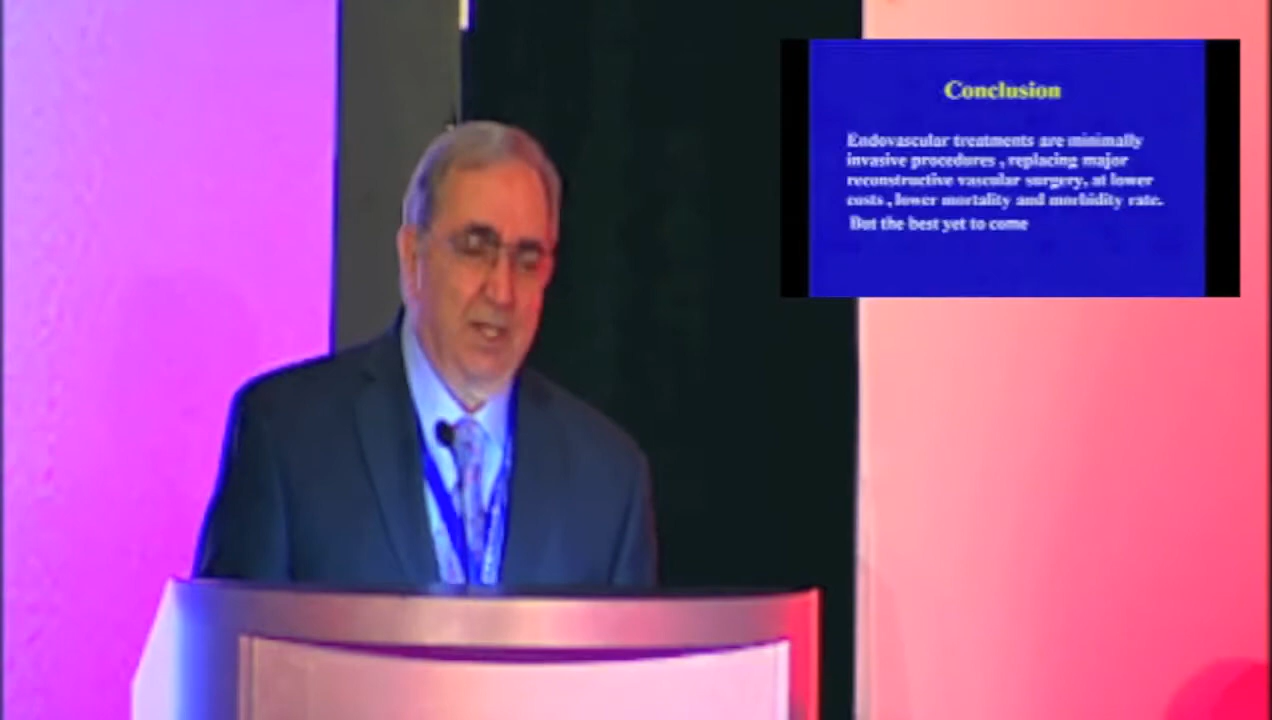 Conclusion
Endovascular treatments are minimally
invasive procedures , replacing major
reconstructive vascular surgery, at lower
costs , lower mortality and morbidity rate.
But the best yet to come